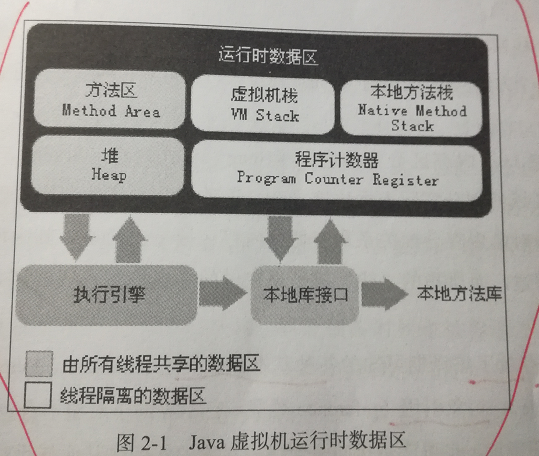 运行时数据区
方法区
Method Area
虚拟机栈
VM Stack
本地方法栈
Native Method
Stack
堆
Heap
程序计数器
Program Counter Register
执行引擎
本地库接口
本地方法库
由所有线程共享的数据区
线程隔离的数据区
图 2-1 Java 虚拟机运行时数据区